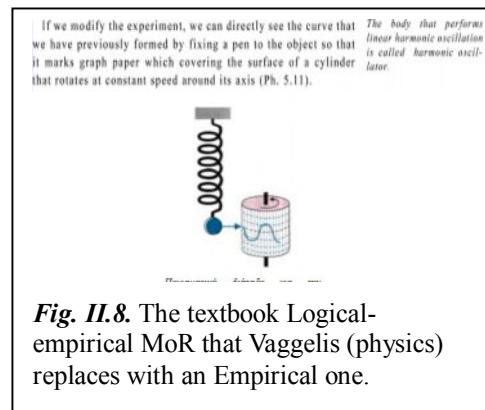 If we modify the experiment, we can directly see the curve that
we have previously formed by fixing a pen to the object so that
it marks graph paper which covering the surface of a cylinder
that rotates at constant speed around its axis (Ph. 5.11).
The body that performs
linear harmonic oscillation
is called harmonic oscil-
lator.
Fig. II.8. The textbook Logical-
empirical MoR that Vaggelis (physics)
replaces with an Empirical one.